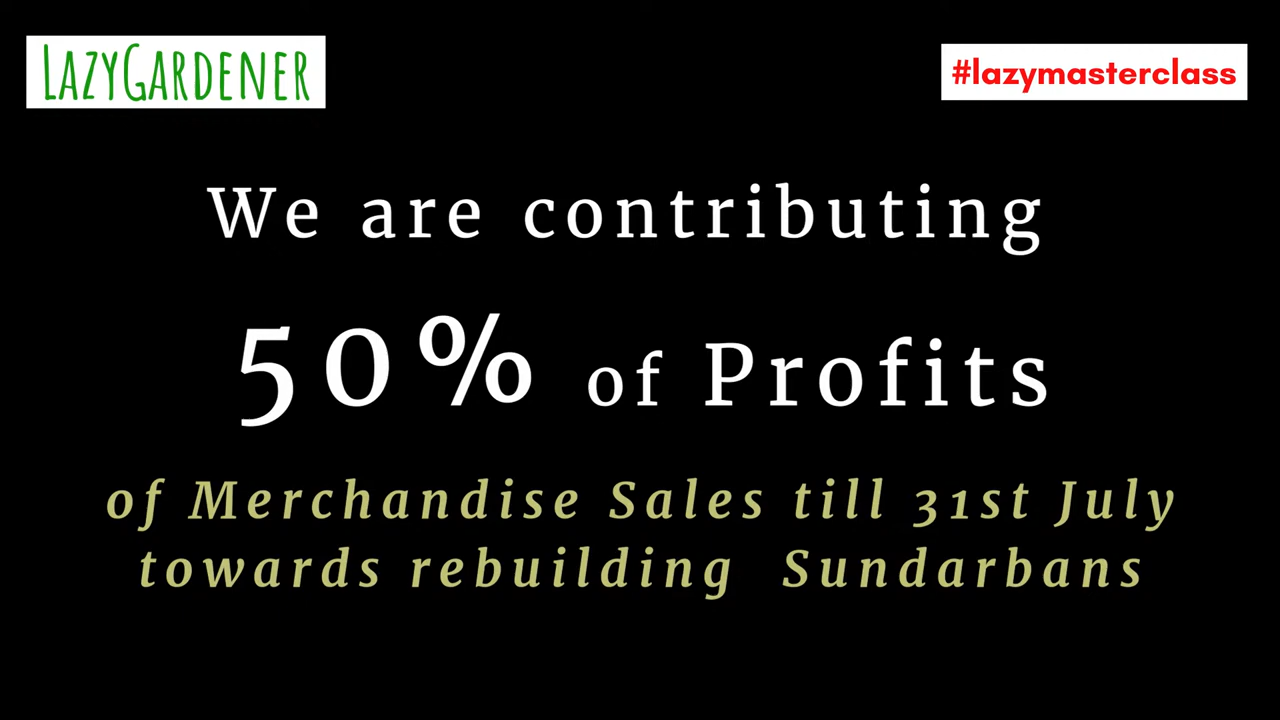 LazyGardener
#lazymasterclass
We are contributing
50% of Profits
of Merchandise Sales till 31st July
towards rebuilding Sundarbans